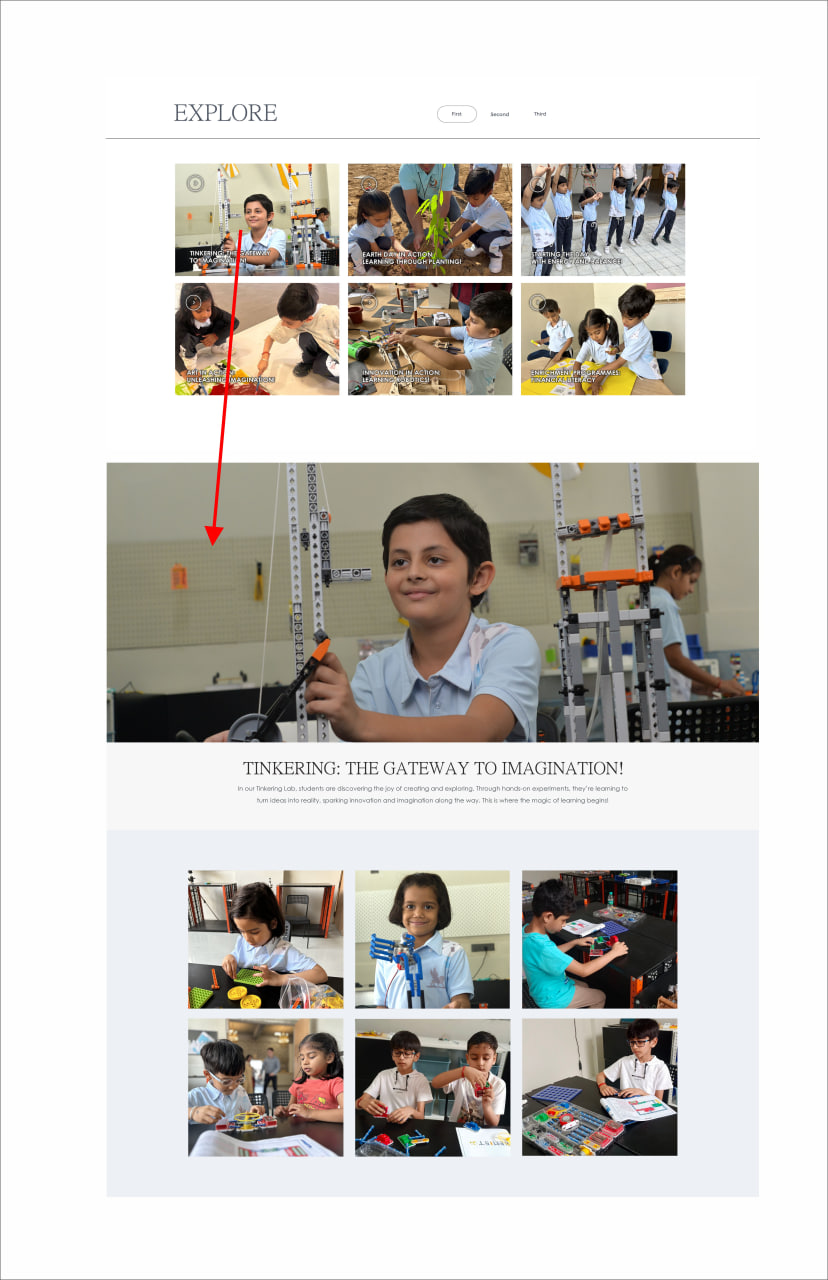 EXPLORE
First
Second
Third
TINKERING: THE GATEWAY
TO IMAGINATION!
EARTH DAY IN ACTION
LEARNING THROUGH PLANTING!
STARTING THE DAY
WITH ENERGY AND BALANCE!
ART IN ACTION:
UNLEASHING IMAGINATION!
INNOVATION IN ACTION:
LEARNING ROBOTICS!
ENRICHMENT PROGRAMMES
FINANCIAL LITERACY
TINKERING: THE GATEWAY TO IMAGINATION!
In our Tinkering Lab, students are discovering the joy of creating and exploring. Through hands-on experiments, they're learning to
turn ideas into reality, sparking innovation and imagination along the way. This is where the magic of learning begins!